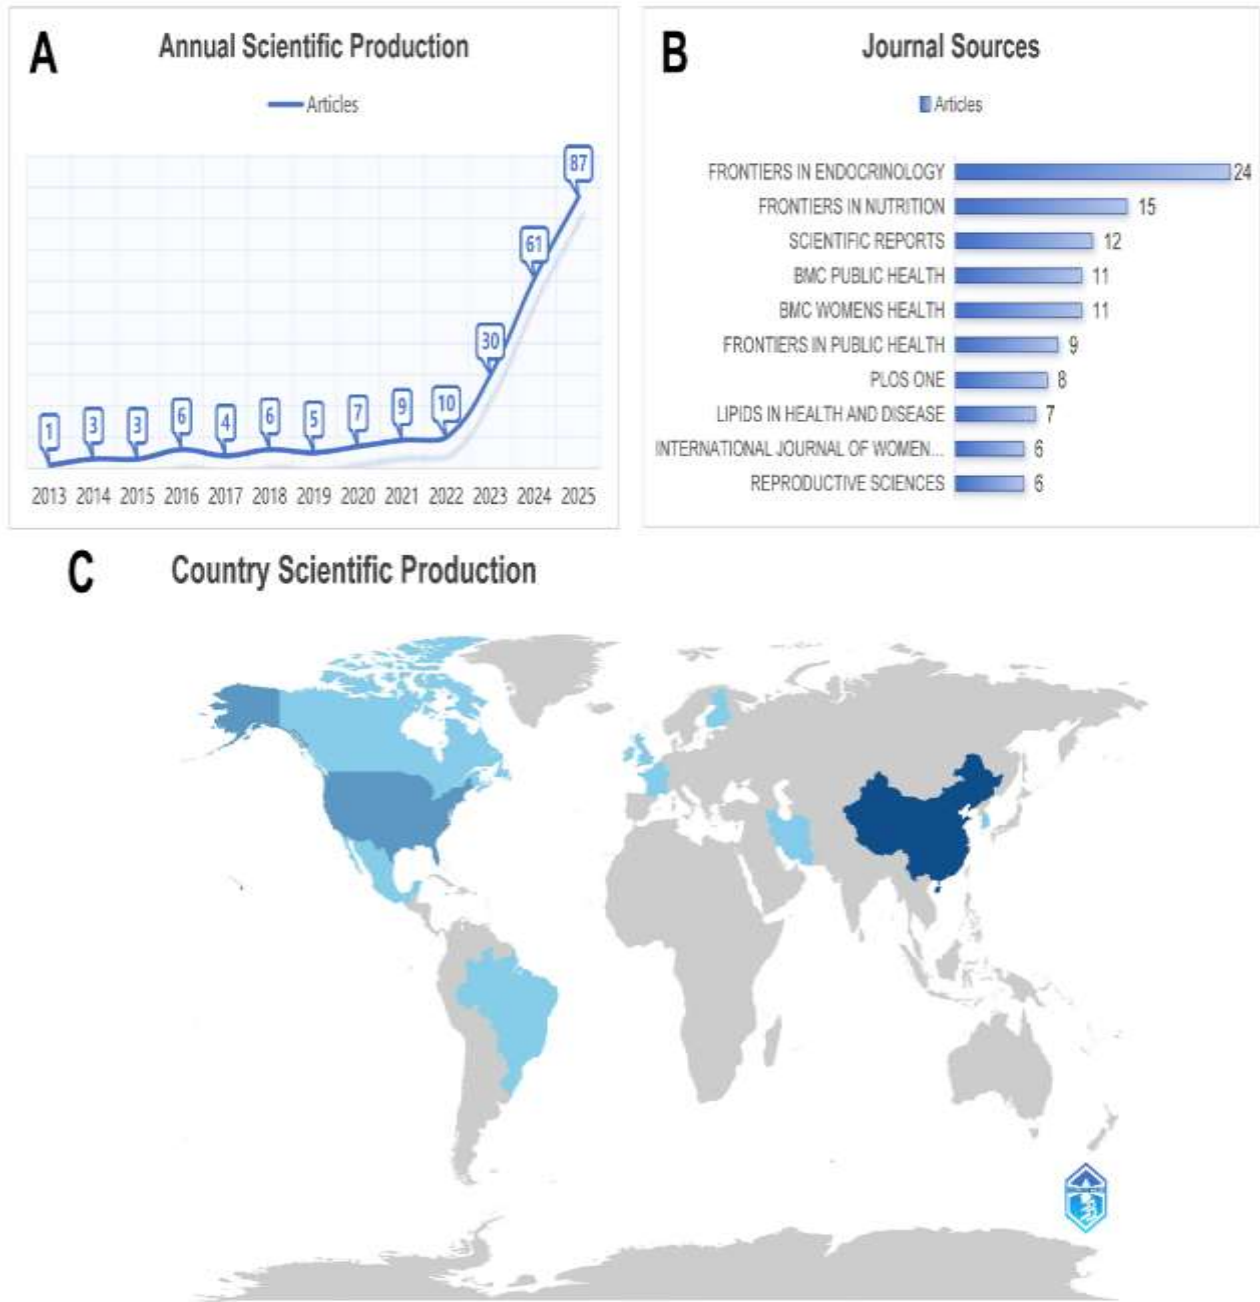 A
Annual Scientific Production
Articles
87
61
30
1 3 3 6 4 6 5 7 9 10
2013 2014 2015 2016 2017 2018 2019 2020 2021 2022 2023 2024 2025
B
Journal Sources
Articles
FRONTIERS IN ENDOCRINOLOGY 24
FRONTIERS IN NUTRITION 15
SCIENTIFIC REPORTS 12
BMC PUBLIC HEALTH 11
BMC WOMENS HEALTH 11
FRONTIERS IN PUBLIC HEALTH 9
PLOS ONE 8
LIPIDS IN HEALTH AND DISEASE 7
INTERNATIONAL JOURNAL OF WOMEN... 6
REPRODUCTIVE SCIENCES 6
C
Country Scientific Production